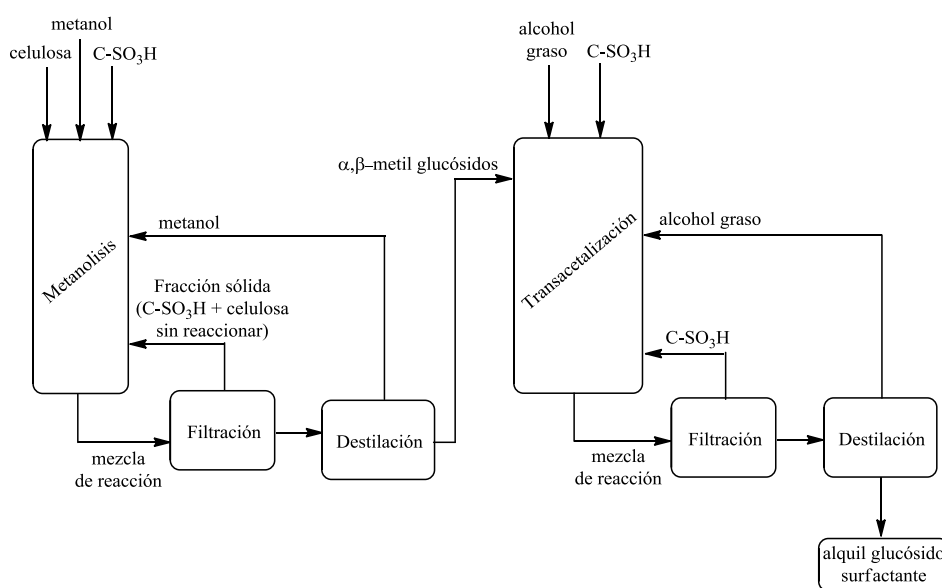 metanol
celulosa
C-SO₃H
Metanolisis
metanol
Fracción sólida
(C-SO₃H + celulosa
sin reaccionar)
mezcla
de reacción
Filtración
Destilación
α,β–metil glucósidos
alcohol
graso
C-SO₃H
Transacetalización
alcohol graso
C-SO₃H
mezcla
de reacción
Filtración
Destilación
alquil glucósido
surfactante